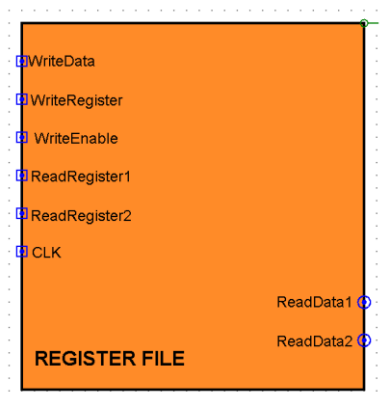 WriteData
WriteRegister
WriteEnable
ReadRegister1
ReadRegister2
CLK
ReadData1
ReadData2
REGISTER FILE